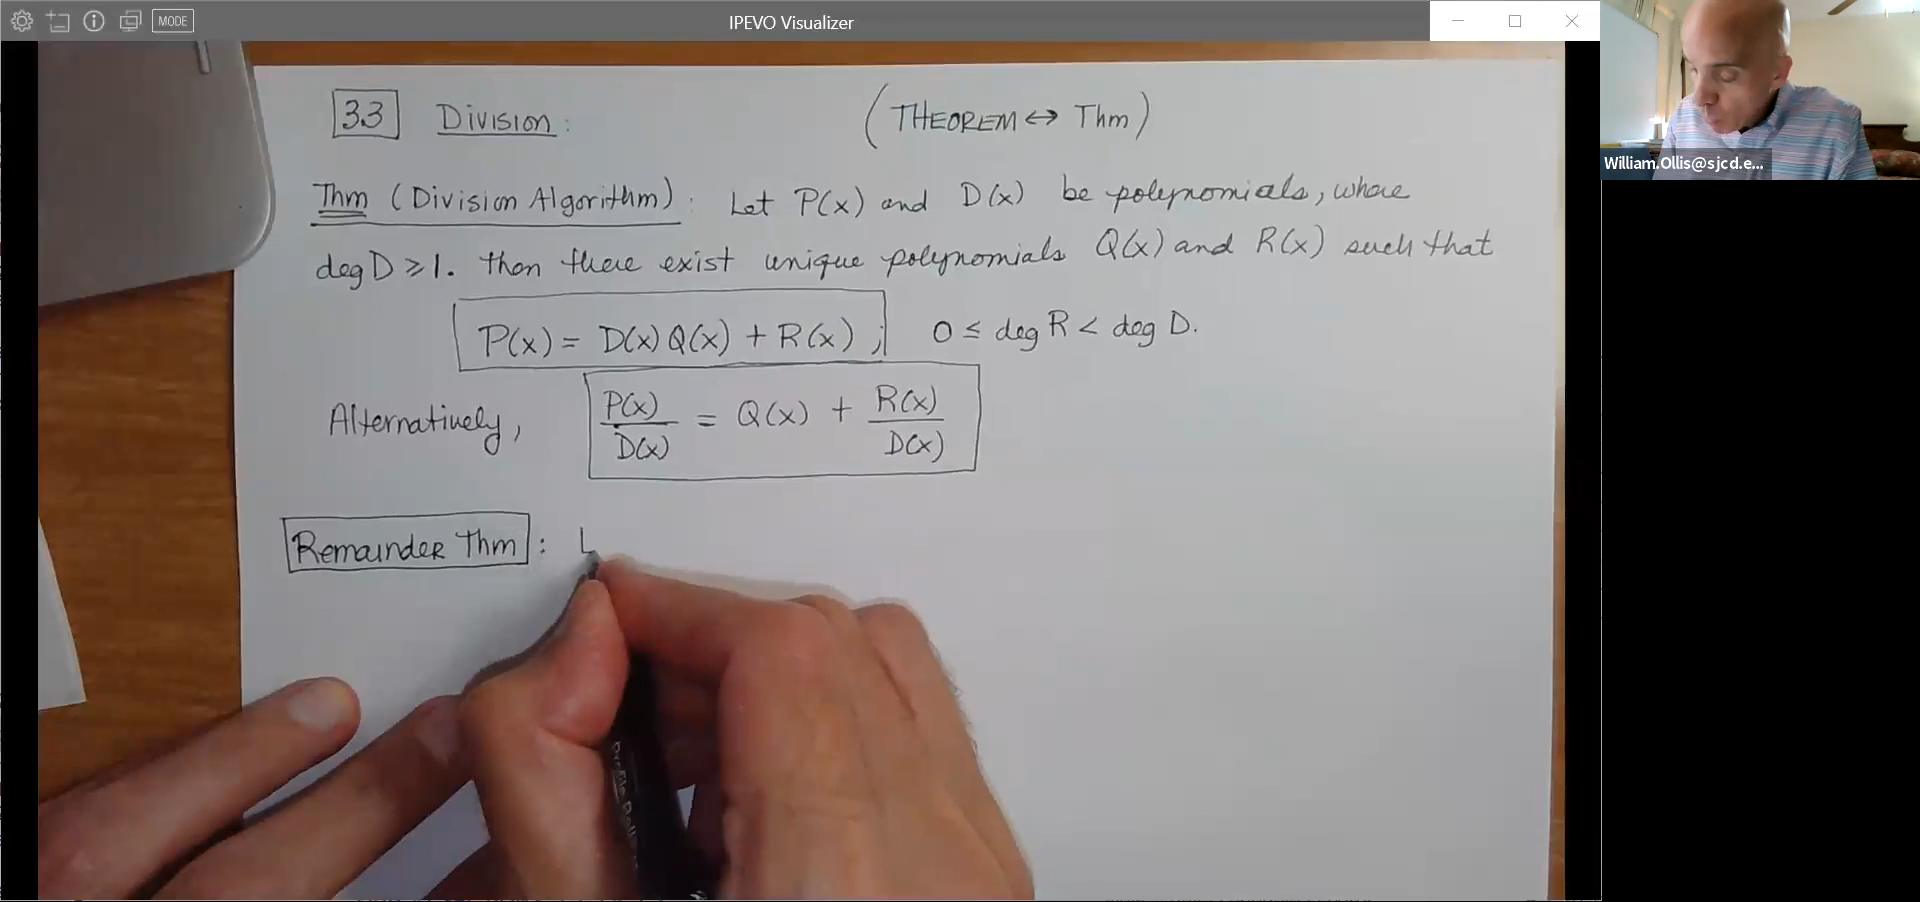 MODE
IPEVO Visualizer
3.3 Division: (THEOREM ↔ Thm)
Thm (Division Algorithm): Let P(x) and D(x) be polynomials, where
deg D ≥ 1. Then there exist unique polynomials Q(x) and R(x) such that
P(x) = D(x) Q(x) + R(x) ; 0 ≤ deg R < deg D.
Alternatively, P(x)/D(x) = Q(x) + R(x)/D(x)
Remainder Thm : L
William.Ollis@sjcd.e...